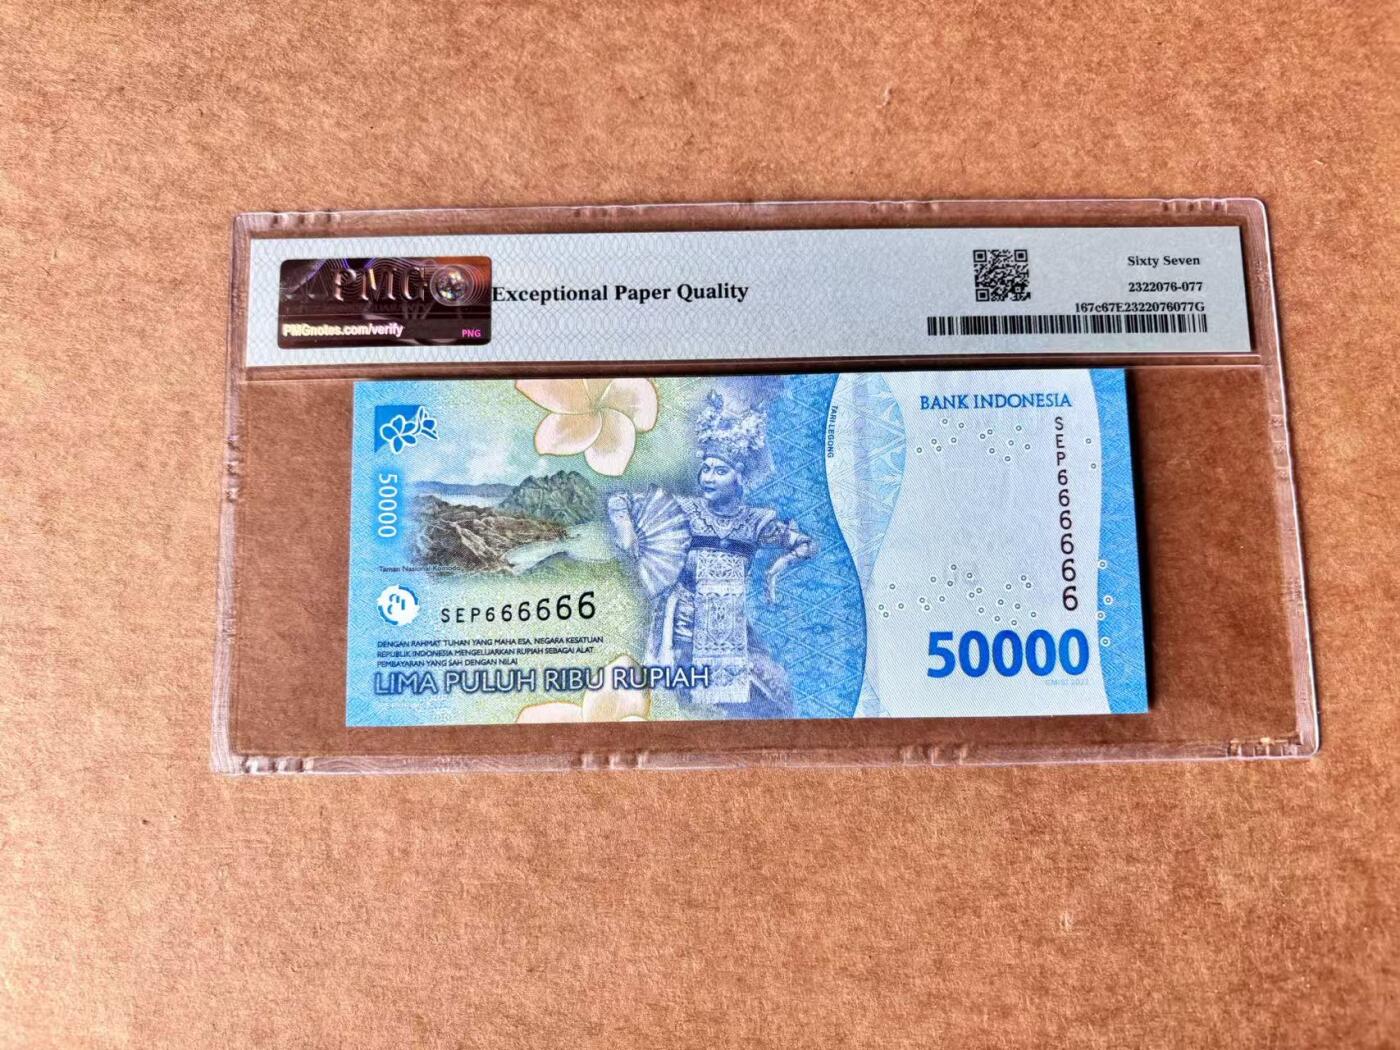 PMG
PMGnotes.com/verify
PNG
Exceptional Paper Quality
Sixty Seven
2322076-077
167c67E2322076077G
BANK INDONESIA
SEP666666
TARI LEGONG
50000
Taman Nasional Komodo
SEP666666
DENGAN RAHMAT TUHAN YANG MAHA ESA, NEGARA KESATUAN
REPUBLIK INDONESIA MENGELUARKAN RUPIAH SEBAGAI ALAT
PEMBAYARAN YANG SAH DENGAN NILAI
LIMA PULUH RIBU RUPIAH
50000